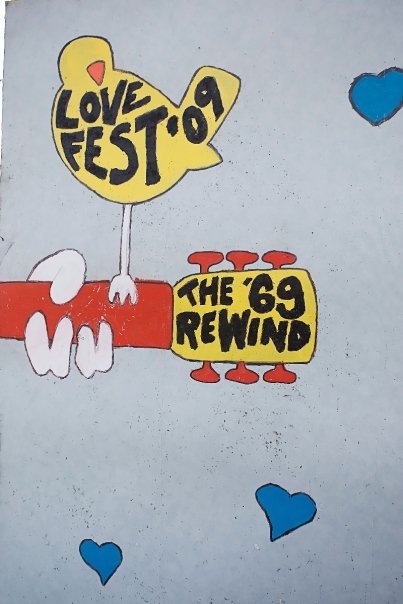 LOVE
FEST '09
THE '69
REWIND